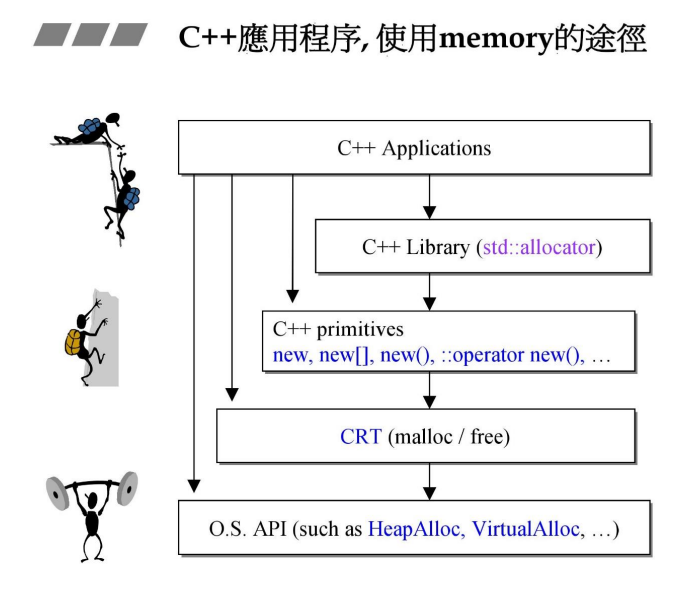 C++應用程序, 使用memory的途徑
C++ Applications
C++ Library (std::allocator)
C++ primitives
new, new[], new(), ::operator new(), …
CRT (malloc / free)
O.S. API (such as HeapAlloc, VirtualAlloc, …)